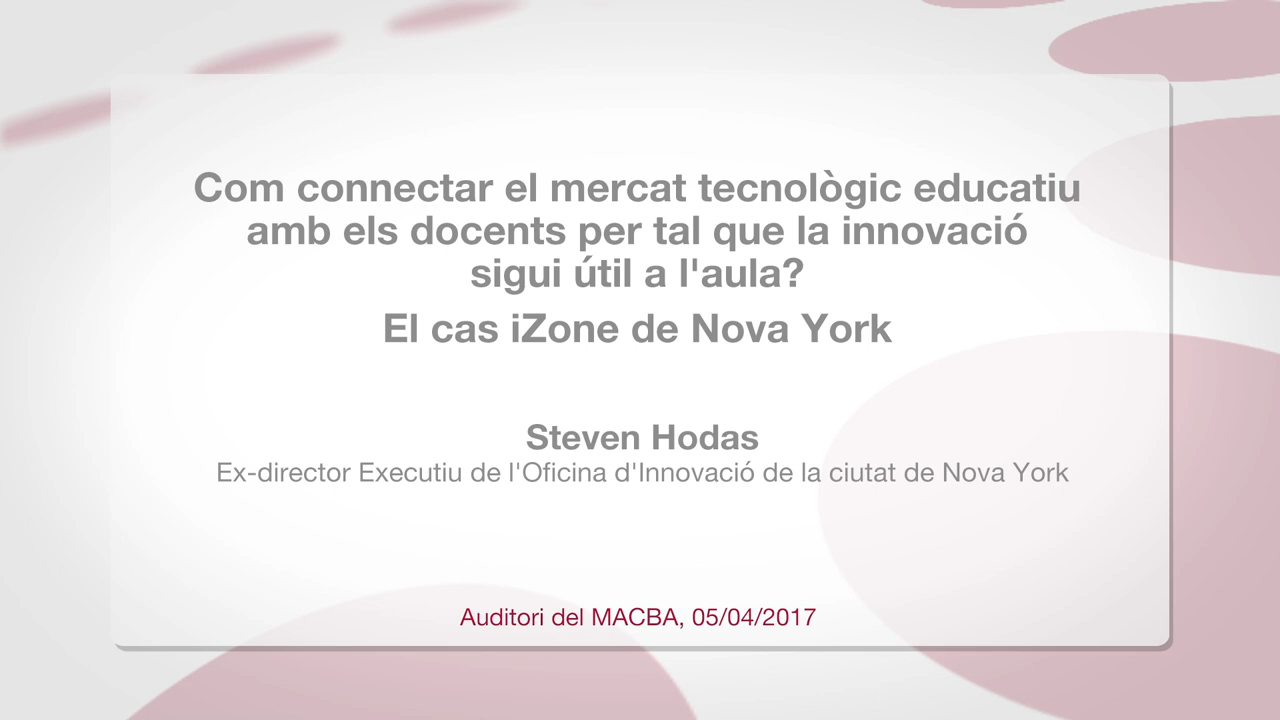 Com connectar el mercat tecnològic educatiu
amb els docents per tal que la innovació
sigui útil a l'aula?
El cas iZone de Nova York
Steven Hodas
Ex-director Executiu de l'Oficina d'Innovació de la ciutat de Nova York
Auditori del MACBA, 05/04/2017